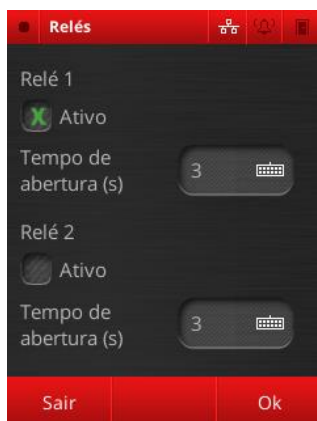 Relés
Relé 1
X Ativo
Tempo de
abertura (s)
3
Relé 2
Ativo
Tempo de
abertura (s)
3
Sair
Ok